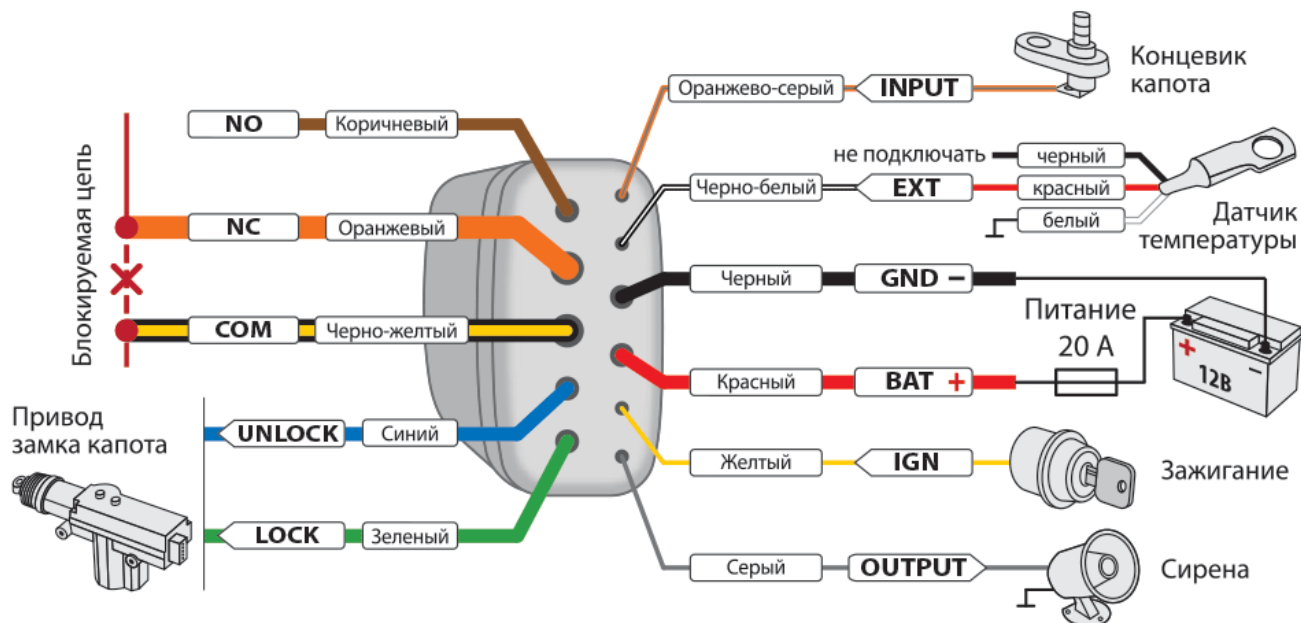 Блокируемая цепь
NO Коричневый
NC Оранжевый
COM Черно-желтый
Привод
замка капота
UNLOCK Синий
LOCK Зеленый
Оранжево-серый INPUT
Концевик
капота
не подключать черный
Черно-белый EXT красный
белый
Датчик
температуры
Черный GND −
Питание
20 А
Красный BAT +
+ −
12В
Желтый IGN
Зажигание
Серый OUTPUT
Сирена